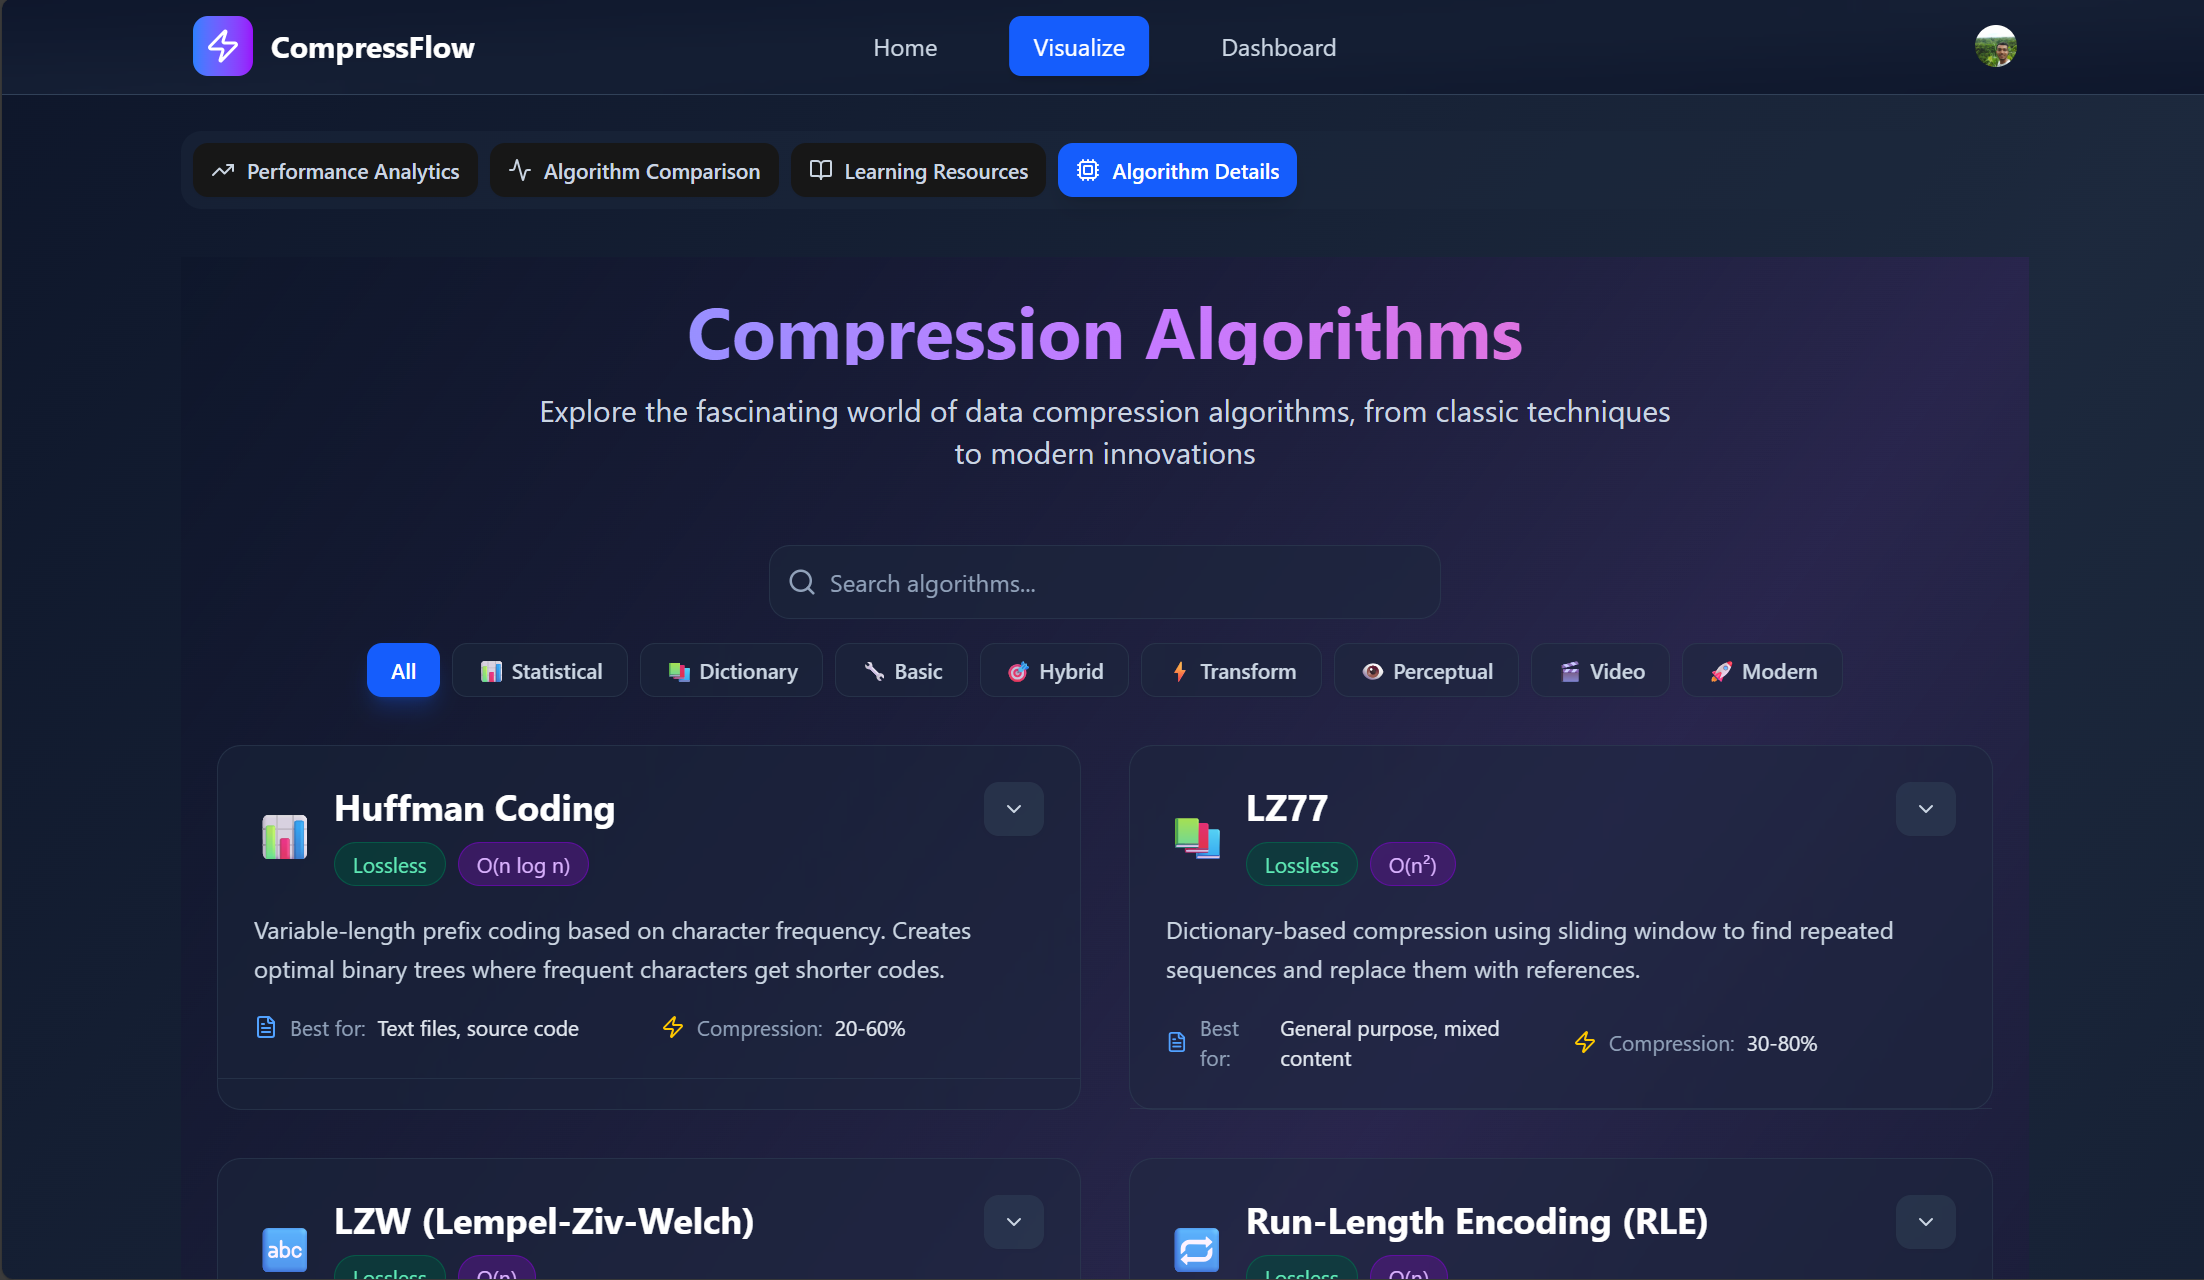 CompressFlow
Home
Visualize
Dashboard
Performance Analytics
Algorithm Comparison
Learning Resources
Algorithm Details
Compression Algorithms
Explore the fascinating world of data compression algorithms, from classic techniques
to modern innovations
Search algorithms...
All
Statistical
Dictionary
Basic
Hybrid
Transform
Perceptual
Video
Modern
Huffman Coding
Lossless
O(n log n)
Variable-length prefix coding based on character frequency. Creates
optimal binary trees where frequent characters get shorter codes.
Best for: Text files, source code
Compression: 20-60%
LZ77
Lossless
O(n²)
Dictionary-based compression using sliding window to find repeated
sequences and replace them with references.
Best
for:
General purpose, mixed
content
Compression: 30-80%
abc
LZW (Lempel-Ziv-Welch)
Lossless
O(n)
Run-Length Encoding (RLE)
Lossless
O(n)